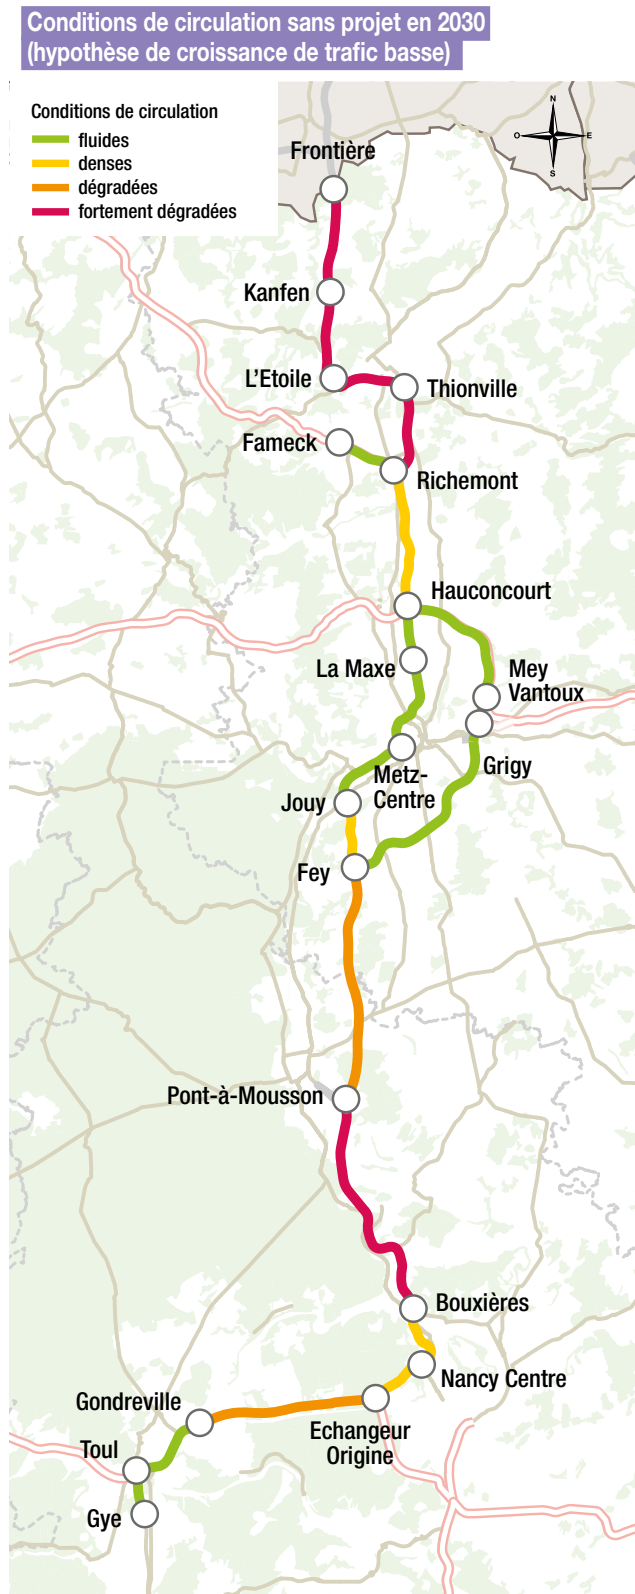 Conditions de circulation sans projet en 2030
(hypothèse de croissance de trafic basse)
Conditions de circulation
fluides
denses
dégradées
fortement dégradées
N
O
E
S
Frontière
Kanfen
L'Etoile
Thionville
Fameck
Richemont
Hauconcourt
La Maxe
Mey
Vantoux
Grigy
Metz-
Centre
Jouy
Fey
Pont-à-Mousson
Bouxières
Nancy Centre
Gondreville
Echangeur
Origine
Toul
Gye